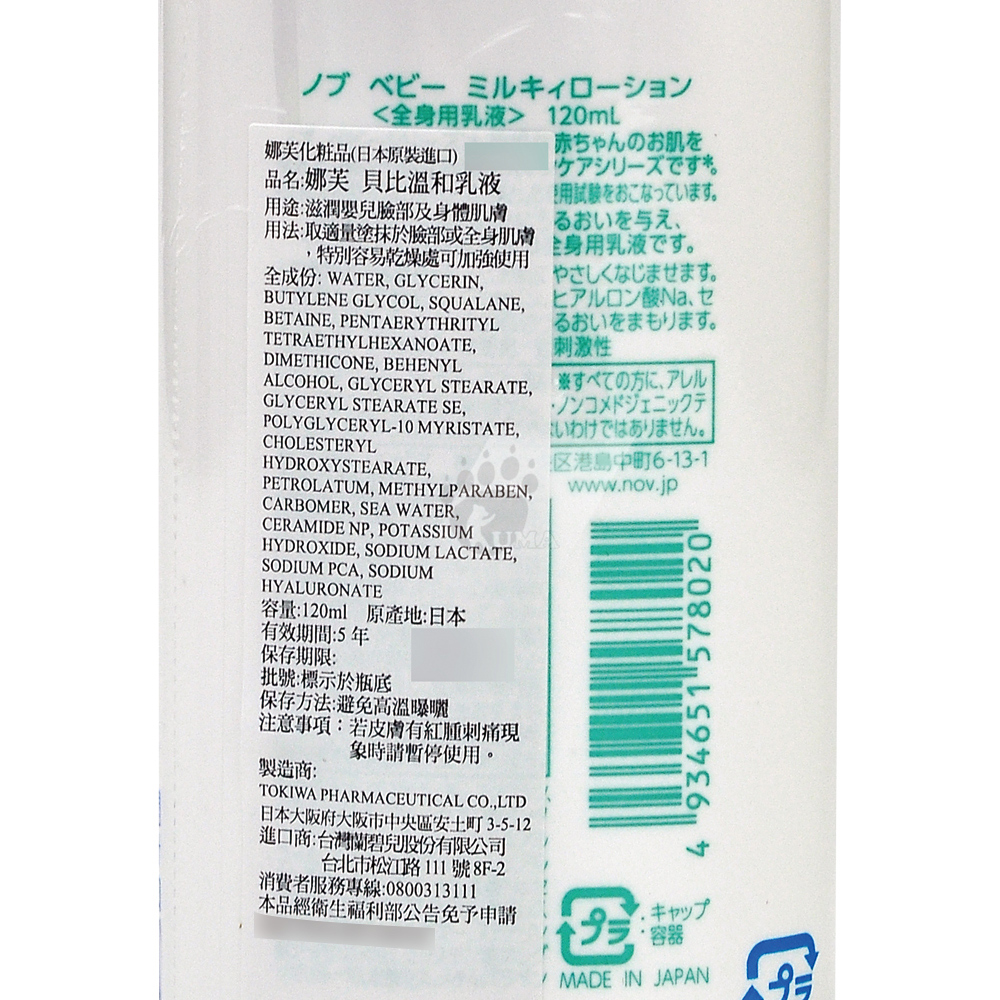 ノブ ベビー ミルキィローション
<全身用乳液> 120mL
娜芙化粧品(日本原裝進口)
品名:娜芙 貝比溫和乳液
用途:滋潤嬰兒臉部及身體肌膚
用法:取適量塗抹於臉部或全身肌膚
，特別容易乾燥處可加強使用
全成份: WATER, GLYCERIN,
BUTYLENE GLYCOL, SQUALANE,
BETAINE, PENTAERYTHRITYL
TETRAETHYLHEXANOATE,
DIMETHICONE, BEHENYL
ALCOHOL, GLYCERYL STEARATE,
GLYCERYL STEARATE SE,
POLYGLYCERYL-10 MYRISTATE,
CHOLESTERYL
HYDROXYSTEARATE,
PETROLATUM, METHYLPARABEN,
CARBOMER, SEA WATER,
CERAMIDE NP, POTASSIUM
HYDROXIDE, SODIUM LACTATE,
SODIUM PCA, SODIUM
HYALURONATE
容量:120ml 原產地:日本
有效期間:5 年
保存期限:
批號:標示於瓶底
保存方法:避免高溫曝曬
注意事項：若皮膚有紅腫刺痛現
象時請暫停使用。
製造商:
TOKIWA PHARMACEUTICAL CO.,LTD
日本大阪府大阪市中央區安土町 3-5-12
進口商:台灣蘭碧兒股份有限公司
台北市松江路 111 號 8F-2
消費者服務專線:0800313111
本品經衛生福利部公告免予申請
赤ちゃんのお肌を
ケアシリーズです*。
使用試験をおこなっています。
るおいを与え、
全身用乳液です。
やさしくなじませます。
ヒアルロン酸Na、セ
るおいをまもります。
刺激性
※すべての方に、アレル
・ノンコメドジェニックテ
ないわけではありません。
区港島中町6-13-1
www.nov.jp
4 934651 578020
プラ
:キャップ
・容器
MADE IN JAPAN
プラ
KUMA